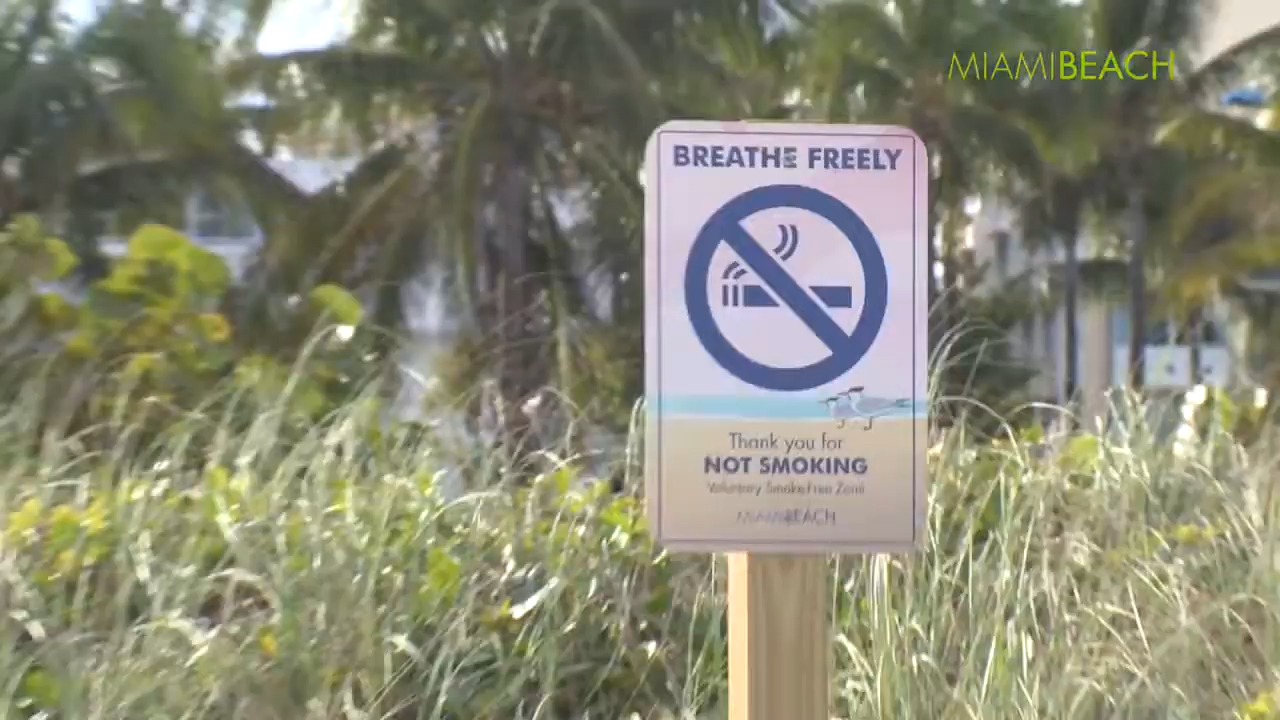 MIAMIBEACH
BREATHE FREELY
Thank you for
NOT SMOKING
Voluntary Smoke-Free Zone
MIAMIBEACH